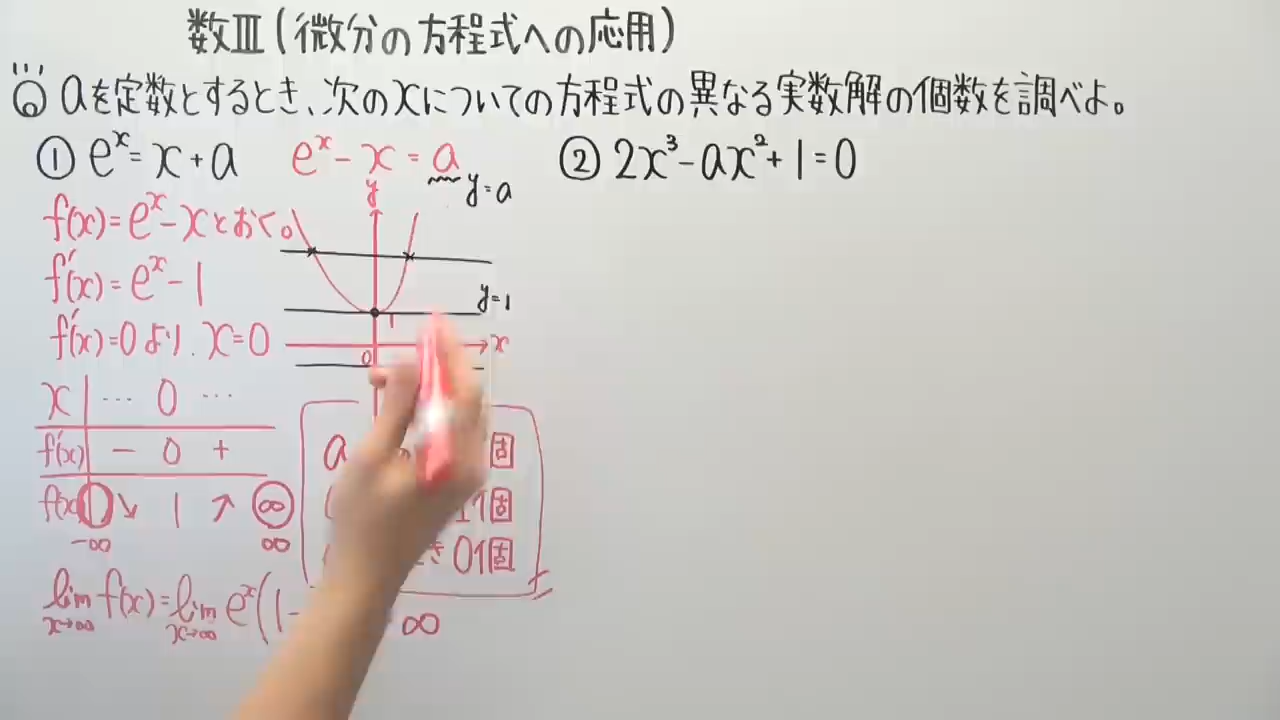 数Ⅲ(微分の方程式への応用)
Q aを定数とするとき、次のxについての方程式の異なる実数解の個数を調べよ。
① eˣ=x+a eˣ-x=a
y=a
② 2x³-ax²+1=0
f(x)=eˣ-xとおく。
f'(x)=eˣ-1
f'(x)=0より、x=0
y
y=1
1
0
x
x … 0 …
f'(x) - 0 +
f(x) ↘ 1 ↗ ∞
-∞ ∞
a 個
1個
き 0個
lim f(x)=lim eˣ(1- ∞
x→∞ x→∞